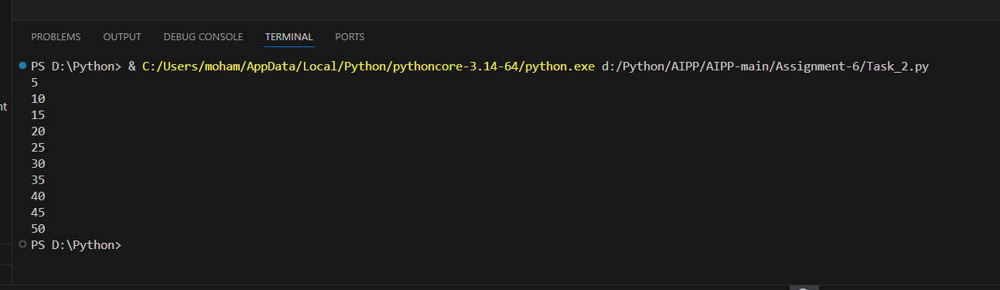 PROBLEMS OUTPUT DEBUG CONSOLE TERMINAL PORTS
PS D:\Python> & C:/Users/moham/AppData/Local/Python/pythoncore-3.14-64/python.exe d:/Python/AIPP/AIPP-main/Assignment-6/Task_2.py
5
10
nt
15
20
25
30
35
40
45
50
PS D:\Python>